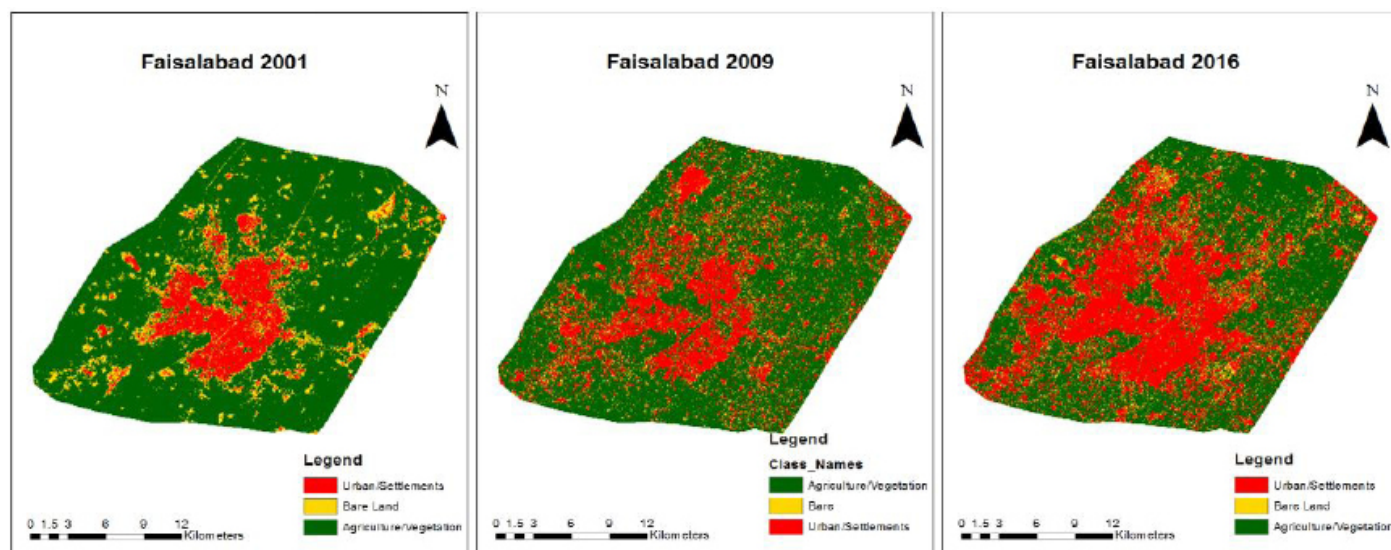 Faisalabad 2001
N
Legend
Urban/Settlements
Bare Land
Agriculture/Vegetation
0 1.5 3 6 9 12
Kilometers
Faisalabad 2009
N
Legend
Class_Names
Agriculture/Vegetation
Bare
Urban/Settlements
0 1.5 3 6 9 12
Kilometers
Faisalabad 2016
N
Legend
Urban/Settlements
Bare Land
Agriculture/Vegetation
0 1.5 3 6 9 12
Kilometers